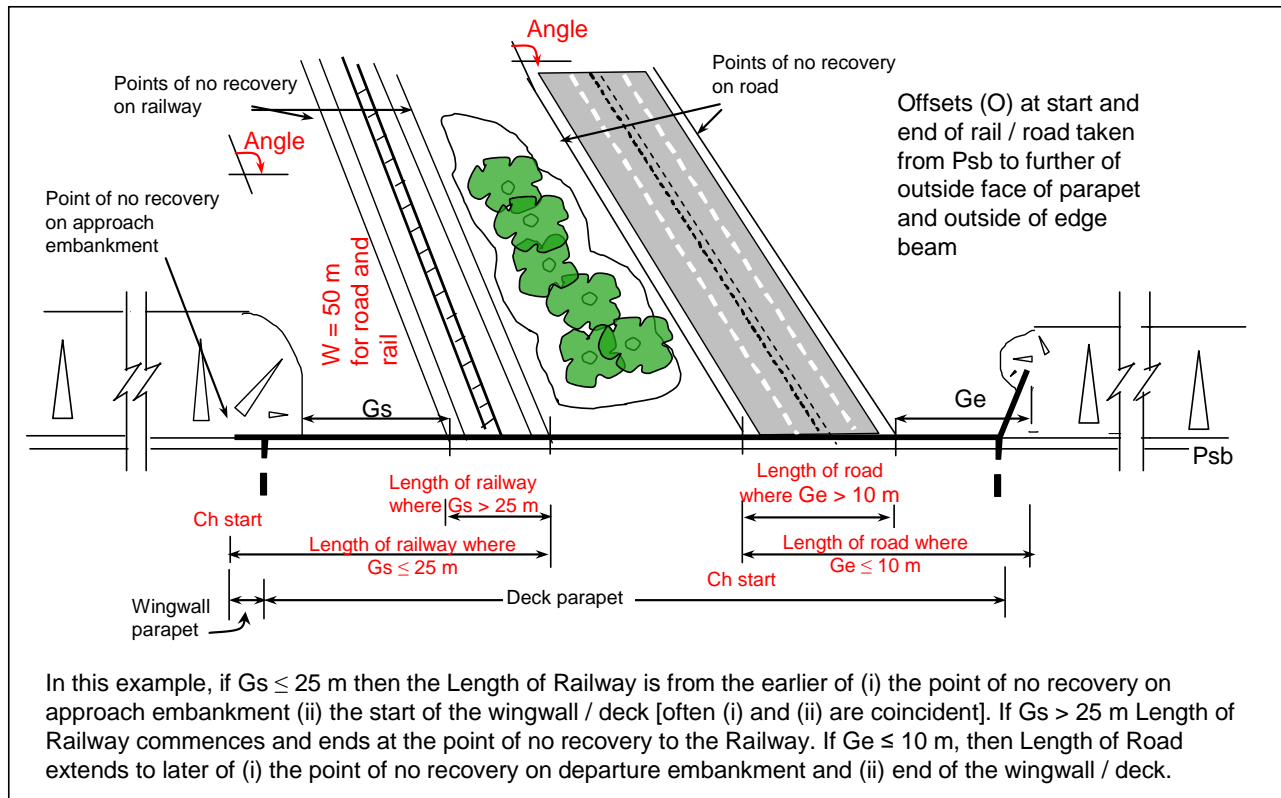 Angle
Points of no recovery
on railway
Angle
Point of no recovery
on approach
embankment
W = 50 m
for road and
rail
Angle
Points of no recovery
on road
Offsets (O) at start and
end of rail / road taken
from Psb to further of
outside face of parapet
and outside of edge
beam
Gs
Ge
Psb
Length of railway
where Gs > 25 m
Length of road
where Ge > 10 m
Ch start
Length of railway where
Gs ≤ 25 m
Length of road where
Ge ≤ 10 m
Ch start
Wingwall
parapet
Deck parapet
In this example, if Gs ≤ 25 m then the Length of Railway is from the earlier of (i) the point of no recovery on
approach embankment (ii) the start of the wingwall / deck [often (i) and (ii) are coincident]. If Gs > 25 m Length of
Railway commences and ends at the point of no recovery to the Railway. If Ge ≤ 10 m, then Length of Road
extends to later of (i) the point of no recovery on departure embankment and (ii) end of the wingwall / deck.